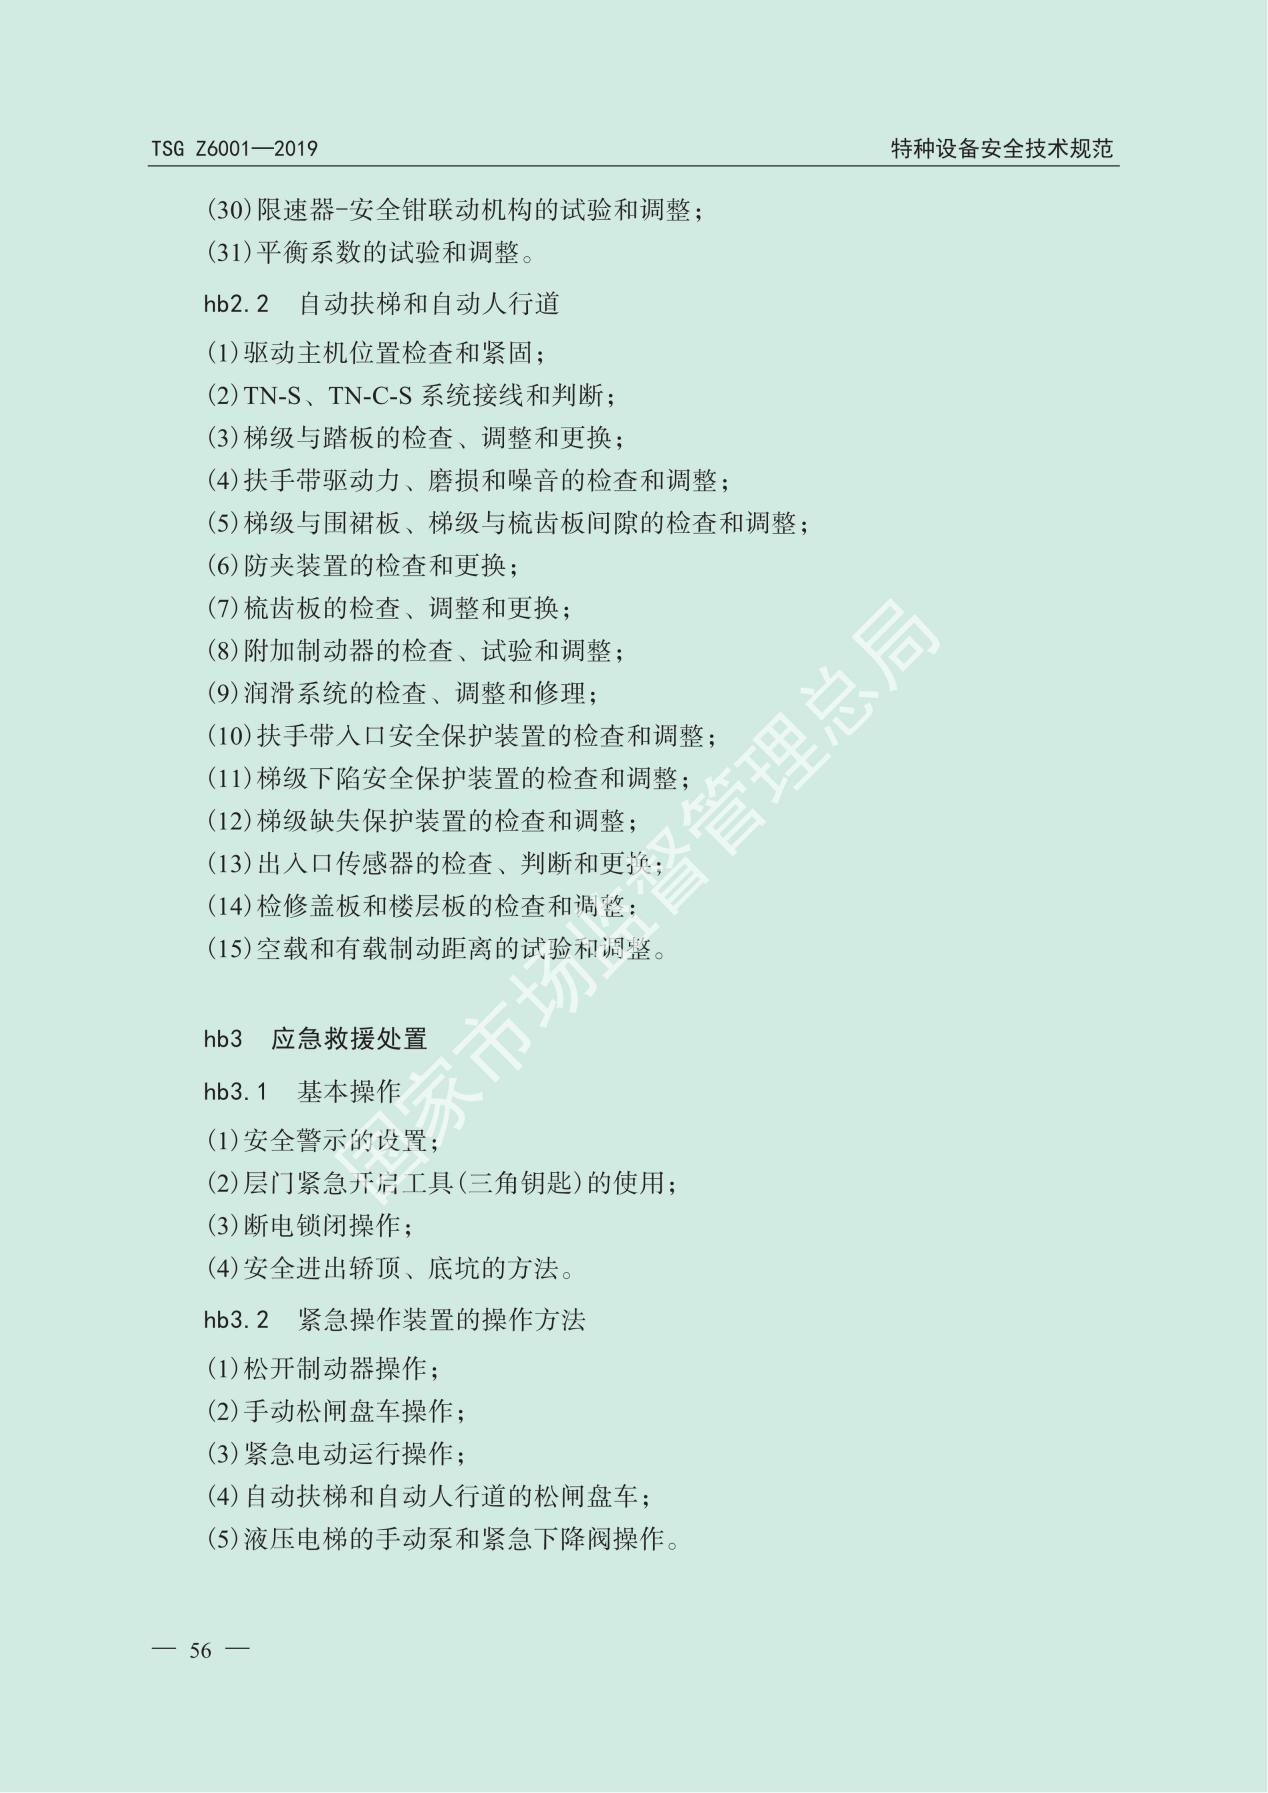 TSG Z6001—2019 特种设备安全技术规范
(30)限速器-安全钳联动机构的试验和调整；
(31)平衡系数的试验和调整。
hb2.2 自动扶梯和自动人行道
(1)驱动主机位置检查和紧固；
(2)TN-S、TN-C-S 系统接线和判断；
(3)梯级与踏板的检查、调整和更换；
(4)扶手带驱动力、磨损和噪音的检查和调整；
(5)梯级与围裙板、梯级与梳齿板间隙的检查和调整；
(6)防夹装置的检查和更换；
(7)梳齿板的检查、调整和更换；
(8)附加制动器的检查、试验和调整；
(9)润滑系统的检查、调整和修理；
(10)扶手带入口安全保护装置的检查和调整；
(11)梯级下陷安全保护装置的检查和调整；
(12)梯级缺失保护装置的检查和调整；
(13)出入口传感器的检查、判断和更换；
(14)检修盖板和楼层板的检查和调整；
(15)空载和有载制动距离的试验和调整。
hb3 应急救援处置
hb3.1 基本操作
(1)安全警示的设置；
(2)层门紧急开启工具(三角钥匙)的使用；
(3)断电锁闭操作；
(4)安全进出轿顶、底坑的方法。
hb3.2 紧急操作装置的操作方法
(1)松开制动器操作；
(2)手动松闸盘车操作；
(3)紧急电动运行操作；
(4)自动扶梯和自动人行道的松闸盘车；
(5)液压电梯的手动泵和紧急下降阀操作。
— 56 —
国家市场监督管理总局